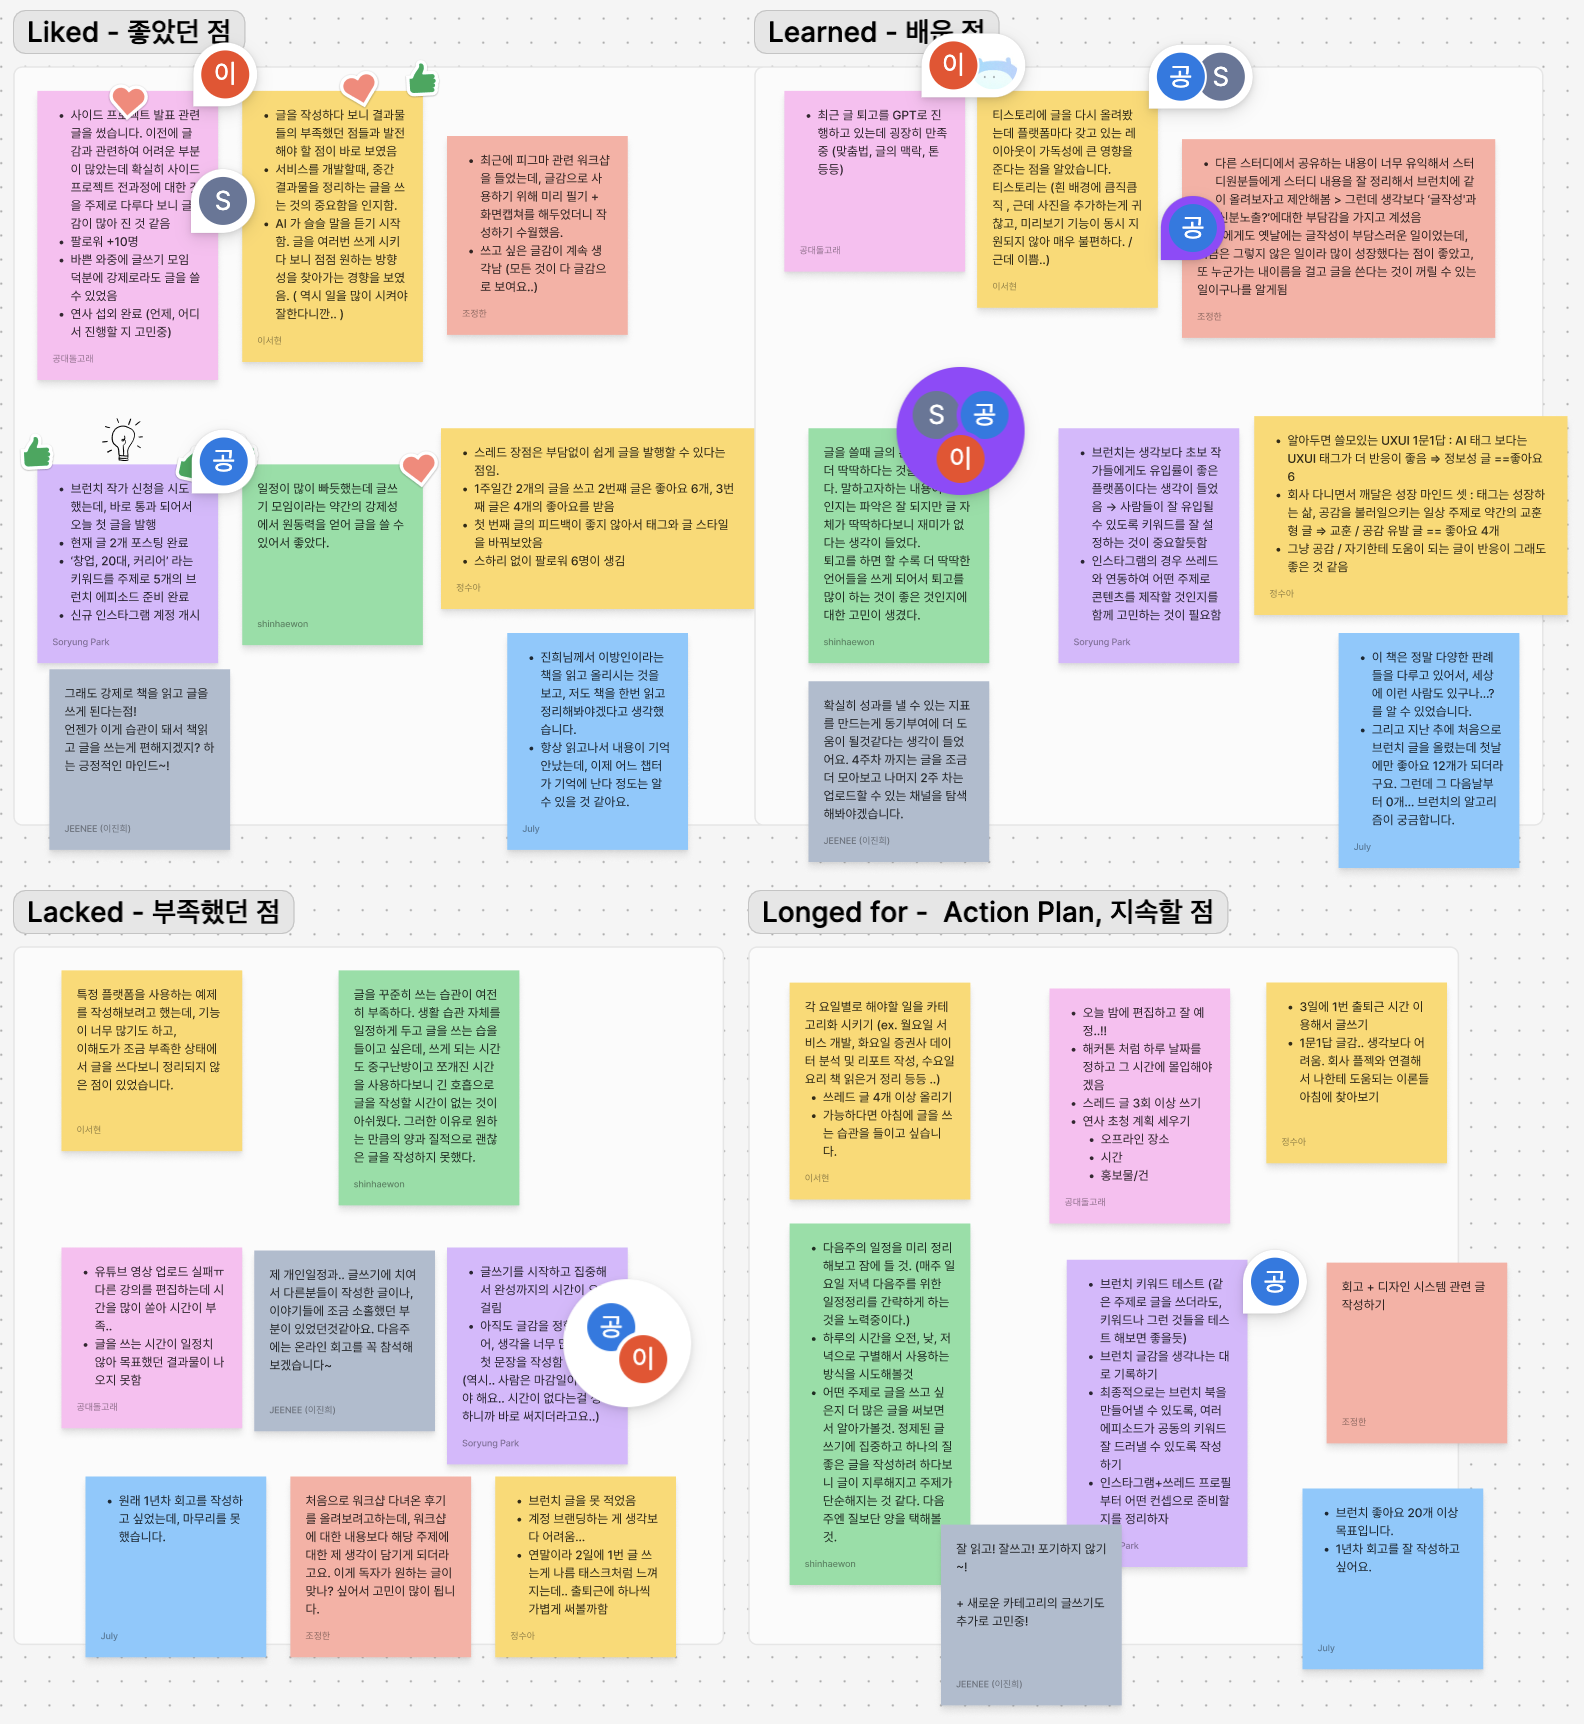 Liked - 좋았던 점
이
사이드 프로젝트 발표 관련
글을 썼습니다. 이전에 글
감과 관련하여 어려운 부분
이 많았는데 확실히 사이드
프로젝트 전과정에 대한
을 주제로 다루다 보니 글
감이 많아 진 것 같음
팔로워 +10명
바쁜 와중에 글쓰기 모임
덕분에 강제로라도 글을 쓸
수 있었음
연사 섭외 완료 (언제, 어디
서 진행할 지 고민중)
공대돌고래
S
글을 작성하다 보니 결과물
들의 부족했던 점들과 발전
해야 할 점이 바로 보였음
서비스를 개발할때, 중간
결과물을 정리하는 글을 쓰
는 것의 중요함을 인지함.
AI 가 슬슬 말을 듣기 시작
함. 글을 여러번 쓰게 시키
다 보니 점점 원하는 방향
성을 찾아가는 경향을 보였
음. ( 역시 일을 많이 시켜야
잘한다니깐.. )
이서현
최근에 피그마 관련 워크샵
을 들었는데, 글감으로 사
용하기 위해 미리 필기 +
화면캡쳐를 해두었더니 작
성하기 수월했음.
쓰고 싶은 글감이 계속 생
각남 (모든 것이 다 글감으
로 보여요..)
조정한
브런치 작가 신청을 시도
했는데, 바로 통과 되어서
오늘 첫 글을 발행
현재 글 2개 포스팅 완료
'창업, 20대, 커리어' 라는
키워드를 주제로 5개의 브
런치 에피소드 준비 완료
신규 인스타그램 계정 개시
Soryung Park
공
일정이 많이 빠듯했는데 글쓰
기 모임이라는 약간의 강제성
에서 원동력을 얻어 글을 쓸 수
있어서 좋았다.
shinhaewon
스레드 장점은 부담없이 쉽게 글을 발행할 수 있다는
점임.
1주일간 2개의 글을 쓰고 2번째 글은 좋아요 6개, 3번
째 글은 4개의 좋아요를 받음
첫 번째 글의 피드백이 좋지 않아서 태그와 글 스타일
을 바꿔보았음
스하리 없이 팔로워 6명이 생김
정수아
그래도 강제로 책을 읽고 글을
쓰게 된다는점!
언젠가 이게 습관이 돼서 책읽
고 글을 쓰는게 편해지겠지? 하
는 긍정적인 마인드~!
JEENEE (이진희)
진희님께서 이방인이라는
책을 읽고 올리시는 것을
보고, 저도 책을 한번 읽고
정리해봐야겠다고 생각했
습니다.
항상 읽고나서 내용이 기억
안났는데, 이제 어느 챕터
가 기억에 난다 정도는 알
수 있을 것 같아요.
July
Learned - 배운 점
이
공
S
최근 글 퇴고를 GPT로 진
행하고 있는데 굉장히 만족
중 (맞춤법, 글의 맥락, 톤
등등)
공대돌고래
티스토리에 글을 다시 올려봤
는데 플랫폼마다 갖고 있는 레
이아웃이 가독성에 큰 영향을
준다는 점을 알았습니다.
티스토리는 (흰 배경에 큼직큼
직 , 근데 사진을 추가하는게 귀
찮고, 미리보기 기능이 동시 지
원되지 않아 매우 불편하다. /
근데 이쁨..)
이서현
다른 스터디에서 공유하는 내용이 너무 유익해서 스터
디원분들에게 스터디 내용을 잘 정리해서 브런치에 같
이 올려보자고 제안해봄 > 그런데 생각보다 '글작성'과
신분노출?'에대한 부담감을 가지고 계셨음
에게도 옛날에는 글작성이 부담스러운 일이었는데,
은 그렇지 않은 일이라 많이 성장했다는 점이 좋았고,
또 누군가는 내이름을 걸고 글을 쓴다는 것이 꺼릴 수 있는
일이구나를 알게됨
조정한
공
S
공
이
글을 쓸때 글의
더 딱딱하다는
다. 말하고자하는 내용이
인지는 파악은 잘 되지만 글 자
체가 딱딱하다보니 재미가 없
다는 생각이 들었다.
퇴고를 하면 할 수록 더 딱딱한
언어들을 쓰게 되어서 퇴고를
많이 하는 것이 좋은 것인지에
대한 고민이 생겼다.
shinhaewon
브런치는 생각보다 초보 작
가들에게도 유입률이 좋은
플랫폼이다는 생각이 들었
음 → 사람들이 잘 유입될
수 있도록 키워드를 잘 설
정하는 것이 중요할듯함
인스타그램의 경우 쓰레드
와 연동하여 어떤 주제로
콘텐츠를 제작할 것인지를
함께 고민하는 것이 필요함
Soryung Park
알아두면 쓸모있는 UXUI 1문1답 : AI 태그 보다는
UXUI 태그가 더 반응이 좋음 ⇒ 정보성 글 ==좋아요
6
회사 다니면서 깨달은 성장 마인드 셋 : 태그는 성장하
는 삶, 공감을 불러일으키는 일상 주제로 약간의 교훈
형 글 ⇒ 교훈 / 공감 유발 글 == 좋아요 4개
그냥 공감 / 자기한테 도움이 되는 글이 반응이 그래도
좋은 것 같음
정수아
확실히 성과를 낼 수 있는 지표
를 만드는게 동기부여에 더 도
움이 될것같다는 생각이 들었
어요. 4주차 까지는 글을 조금
더 모아보고 나머지 2주 차는
업로드할 수 있는 채널을 탐색
해봐야겠습니다.
JEENEE (이진희)
이 책은 정말 다양한 판례
들을 다루고 있어서, 세상
에 이런 사람도 있구나...?
를 알 수 있었습니다.
그리고 지난 추에 처음으로
브런치 글을 올렸는데 첫날
에만 좋아요 12개가 되더라
구요. 그런데 그 다음날부
터 0개... 브런치의 알고리
즘이 궁금합니다.
July
Lacked - 부족했던 점
특정 플랫폼을 사용하는 예제
를 작성해보려고 했는데, 기능
이 너무 많기도 하고,
이해도가 조금 부족한 상태에
서 글을 쓰다보니 정리되지 않
은 점이 있었습니다.
이서현
글을 꾸준히 쓰는 습관이 여전
히 부족하다. 생활 습관 자체를
일정하게 두고 글을 쓰는 습을
들이고 싶은데, 쓰게 되는 시간
도 중구난방이고 쪼개진 시간
을 사용하다보니 긴 호흡으로
글을 작성할 시간이 없는 것이
아쉬웠다. 그러한 이유로 원하
는 만큼의 양과 질적으로 괜찮
은 글을 작성하지 못했다.
shinhaewon
유튜브 영상 업로드 실패ㅠ
다른 강의를 편집하는데 시
간을 많이 쏟아 시간이 부
족..
글을 쓰는 시간이 일정치
않아 목표했던 결과물이 나
오지 못함
공대돌고래
제 개인일정과.. 글쓰기에 치여
서 다른분들이 작성한 글이나,
이야기들에 조금 소홀했던 부
분이 있었던것같아요. 다음주
에는 온라인 회고를 꼭 참석해
보겠습니다~
JEENEE (이진희)
글쓰기를 시작하고 집중해
서 완성까지의 시간이
걸림
아직도 글감을 정
어, 생각을 너무
첫 문장을 작성함
(역시.. 사람은 마감일이
야 해요.. 시간이 없다는걸
하니까 바로 써지더라고요..)
Soryung Park
공
이
원래 1년차 회고를 작성하
고 싶었는데, 마무리를 못
했습니다.
July
처음으로 워크샵 다녀온 후기
를 올려보려고하는데, 워크샵
에 대한 내용보다 해당 주제에
대한 제 생각이 담기게 되더라
고요. 이게 독자가 원하는 글이
맞나? 싶어서 고민이 많이 됩니
다.
조정한
브런치 글을 못 적었음
계정 브랜딩하는 게 생각보
다 어려움...
연말이라 2일에 1번 글 쓰
는게 나름 태스크처럼 느껴
지는데.. 출퇴근에 하나씩
가볍게 써볼까함
정수아
Longed for - Action Plan, 지속할 점
각 요일별로 해야할 일을 카테
고리화 시키기 (ex. 월요일 서
비스 개발, 화요일 증권사 데이
터 분석 및 리포트 작성, 수요일
요리 책 읽은거 정리 등등 ..)
쓰레드 글 4개 이상 올리기
가능하다면 아침에 글을 쓰
는 습관을 들이고 싶습니
다.
이서현
오늘 밤에 편집하고 잘 예
정..!!
해커톤 처럼 하루 날짜를
정하고 그 시간에 몰입해야
겠음
스레드 글 3회 이상 쓰기
연사 초청 계획 세우기
오프라인 장소
시간
홍보물/건
공대돌고래
3일에 1번 출퇴근 시간 이
용해서 글쓰기
1문1답 글감.. 생각보다 어
려움. 회사 플젝와 연결해
서 나한테 도움되는 이론들
아침에 찾아보기
정수아
다음주의 일정을 미리 정리
해보고 잠에 들 것. (매주 일
요일 저녁 다음주를 위한
일정정리를 간략하게 하는
것을 노력중이다.)
하루의 시간을 오전, 낮, 저
녁으로 구별해서 사용하는
방식을 시도해볼것
어떤 주제로 글을 쓰고 싶
은지 더 많은 글을 써보면
서 알아가볼것. 정제된 글
쓰기에 집중하고 하나의 질
좋은 글을 작성하려 하다보
니 글이 지루해지고 주제가
단순해지는 것 같다. 다음
주엔 질보단 양을 택해볼
것.
shinhaewon
브런치 키워드 테스트 (같
은 주제로 글을 쓰더라도,
키워드나 그런 것들을 테스
트 해보면 좋을듯)
브런치 글감을 생각나는 대
로 기록하기
최종적으로는 브런치 북을
만들어낼 수 있도록, 여러
에피소드가 공동의 키워드
잘 드러낼 수 있도록 작성
하기
인스타그램+쓰레드 프로필
부터 어떤 컨셉으로 준비할
지를 정리하자
Park
공
회고 + 디자인 시스템 관련 글
작성하기
조정한
잘 읽고! 잘쓰고! 포기하지 않기
~!
+ 새로운 카테고리의 글쓰기도
추가로 고민중!
JEENEE (이진희)
브런치 좋아요 20개 이상
목표입니다.
1년차 회고를 잘 작성하고
싶어요.
July